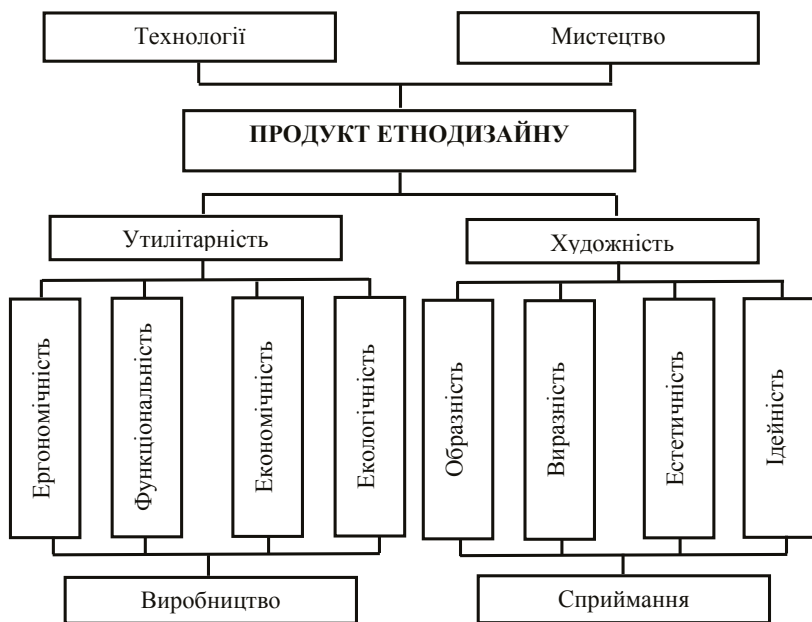 Технології
Мистецтво
ПРОДУКТ ЕТНОДИЗАЙНУ
Утилітарність
Художність
Ергономічність
Функціональність
Економічність
Екологічність
Образність
Виразність
Естетичність
Ідейність
Виробництво
Сприймання